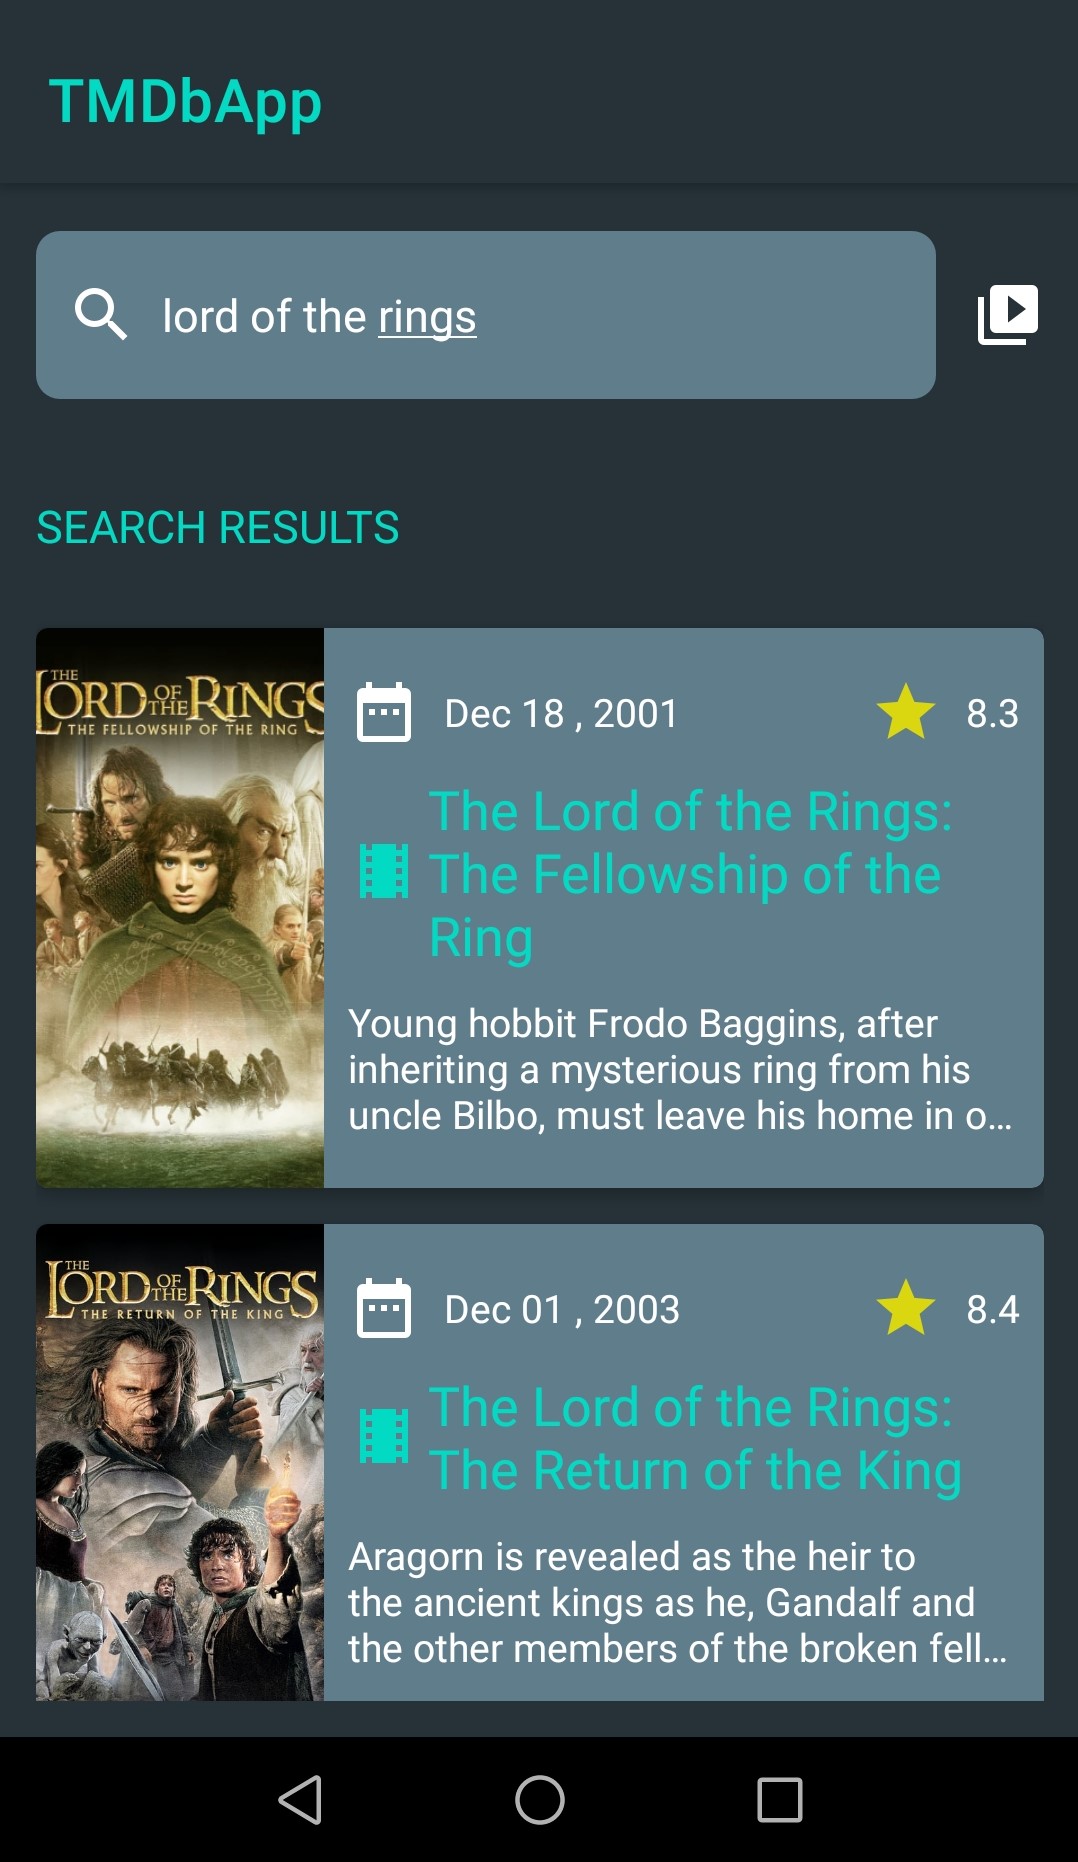 TMDbApp
lord of the rings
SEARCH RESULTS
THE
LORD OF THE RINGS
THE FELLOWSHIP OF THE RING
Dec 18 , 2001
8.3
The Lord of the Rings:
The Fellowship of the
Ring
Young hobbit Frodo Baggins, after
inheriting a mysterious ring from his
uncle Bilbo, must leave his home in o...
THE
LORD OF THE RINGS
THE RETURN OF THE KING
Dec 01 , 2003
8.4
The Lord of the Rings:
The Return of the King
Aragorn is revealed as the heir to
the ancient kings as he, Gandalf and
the other members of the broken fell...